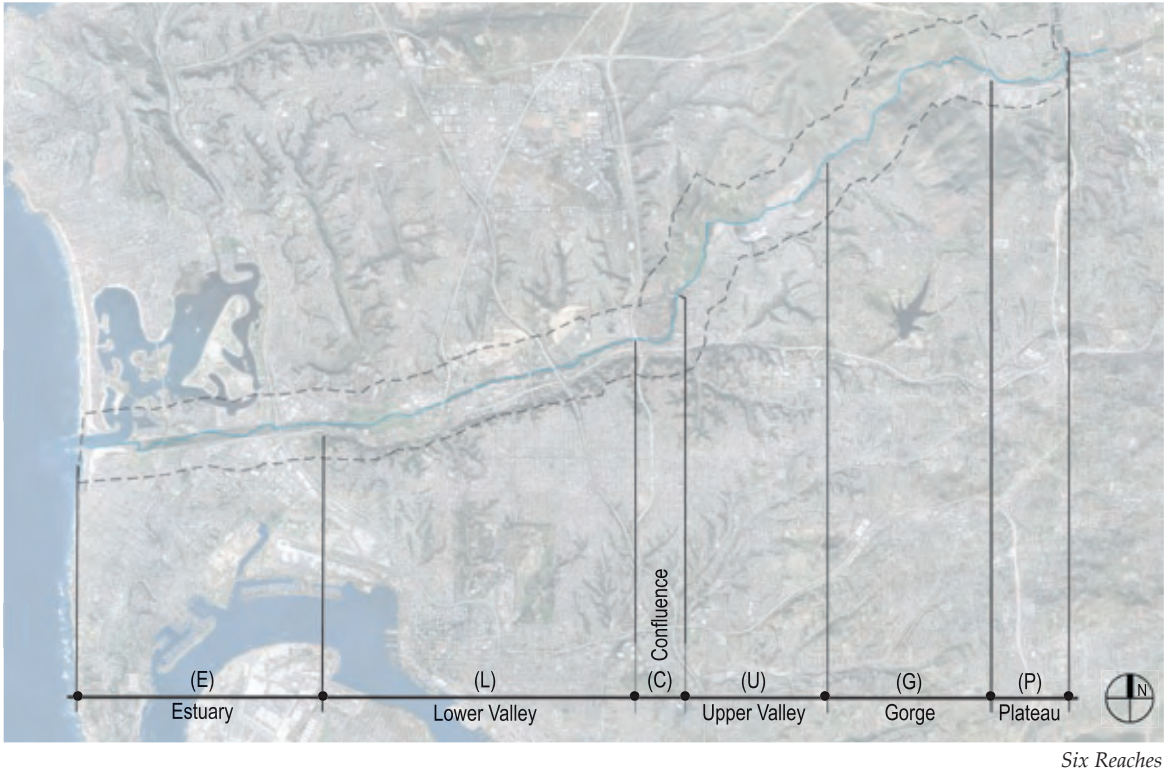 Confluence
(E)
(L)
(C)
(U)
(G)
(P)
N
Estuary
Lower Valley
Upper Valley
Gorge
Plateau
Six Reaches